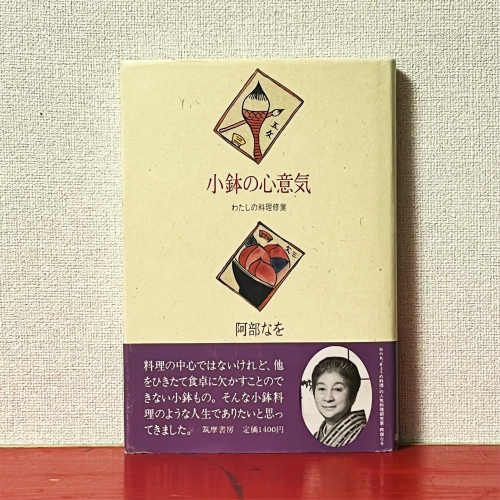 五文
小鉢の心意気
わたしの料理修業
文
阿部なを
料理の中心ではないけれど、他
をひきたて食卓に欠かすことので
きない小鉢もの。そんな小鉢料
理のような人生でありたいと思っ
てきました。 筑摩書房 定価1400円